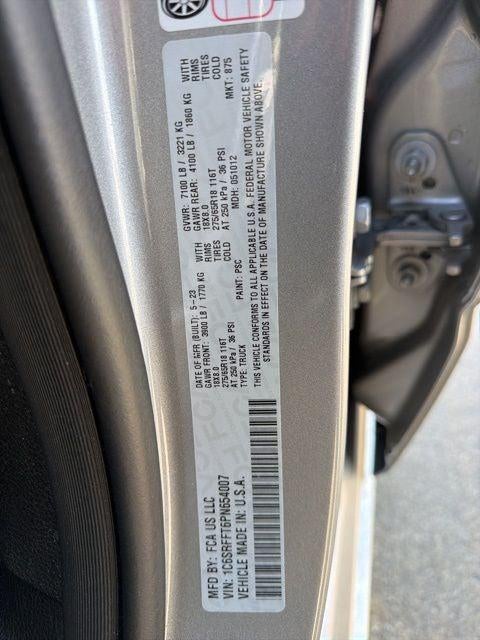 MFD BY: FCA US LLC
VIN: 1C6SRFFT6PN654007
VEHICLE MADE IN: U.S.A.
DATE OF MFR (BUILT): 5-23
GVWR: 7100 LB / 3221 KG
GAWR FRONT: 3900 LB / 1770 KG WITH
GAWR REAR: 4100 LB / 1860 KG WITH
18X8.0 RIMS
18X8.0 RIMS
275/65R18 116T TIRES
275/65R18 116T TIRES
AT 250 kPa / 36 PSI COLD
AT 250 kPa / 36 PSI COLD
TYPE: TRUCK
PAINT: PSC
MDH: 051012
MKT: 875
THIS VEHICLE CONFORMS TO ALL APPLICABLE U.S.A. FEDERAL MOTOR VEHICLE SAFETY
STANDARDS IN EFFECT ON THE DATE OF MANUFACTURE SHOWN ABOVE.